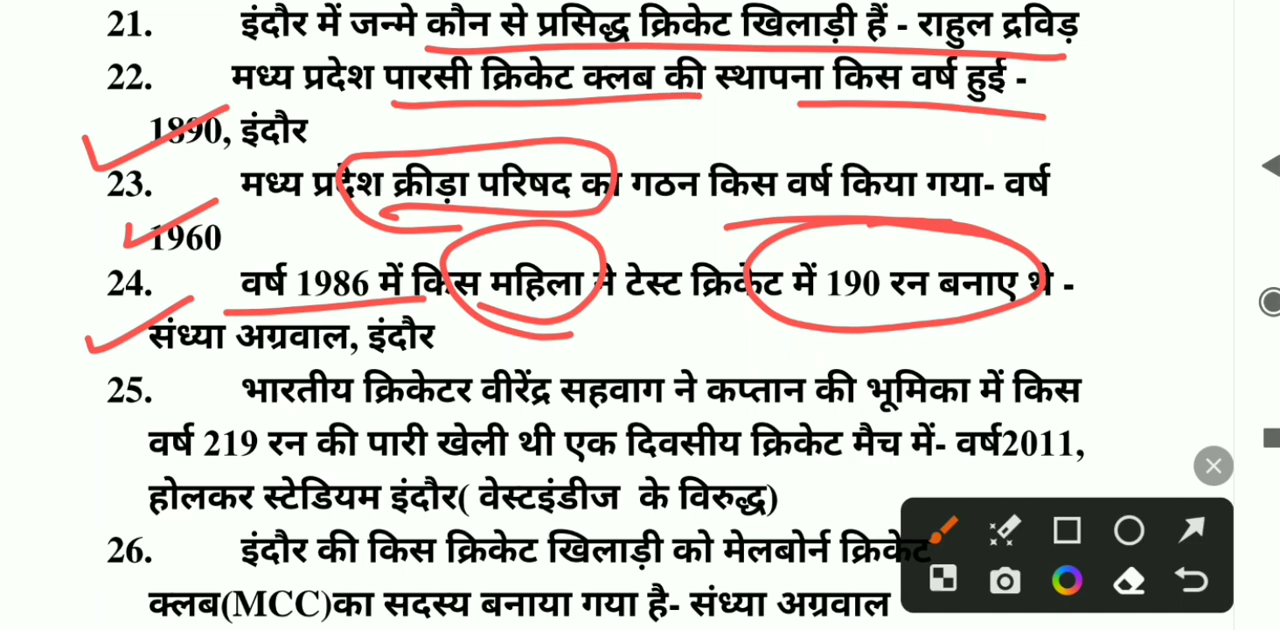 21. इंदौर में जन्मे कौन से प्रसिद्ध क्रिकेट खिलाड़ी हैं - राहुल द्रविड़
22. मध्य प्रदेश पारसी क्रिकेट क्लब की स्थापना किस वर्ष हुई -
1890, इंदौर
23. मध्य प्रदेश क्रीड़ा परिषद का गठन किस वर्ष किया गया- वर्ष
1960
24. वर्ष 1986 में किस महिला ने टेस्ट क्रिकेट में 190 रन बनाए थे -
संध्या अग्रवाल, इंदौर
25. भारतीय क्रिकेटर वीरेंद्र सहवाग ने कप्तान की भूमिका में किस
वर्ष 219 रन की पारी खेली थी एक दिवसीय क्रिकेट मैच में- वर्ष2011,
होलकर स्टेडियम इंदौर( वेस्टइंडीज के विरुद्ध)
26. इंदौर की किस क्रिकेट खिलाड़ी को मेलबोर्न क्रिकेट
क्लब(MCC)का सदस्य बनाया गया है- संध्या अग्रवाल